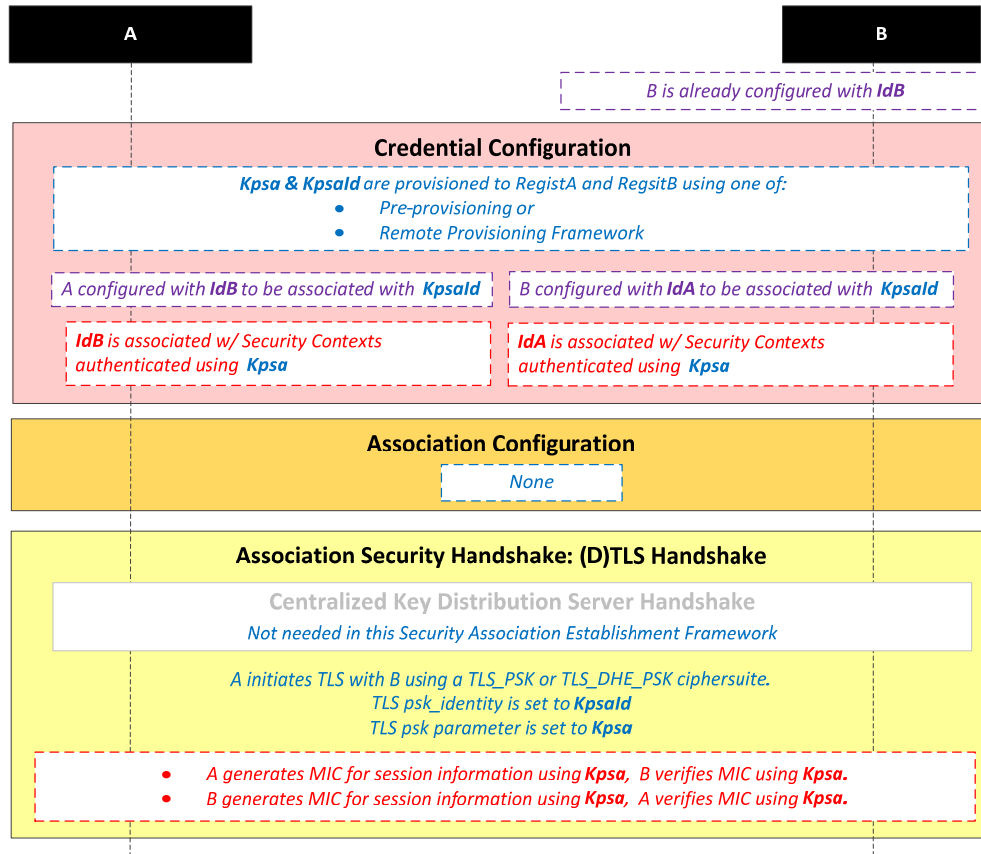 A
B
B is already configured with IdB
Credential Configuration
Kpsa & KpsaId are provisioned to RegistA and RegsitB using one of:
• Pre-provisioning or
• Remote Provisioning Framework
A configured with IdB to be associated with KpsaId
B configured with IdA to be associated with KpsaId
IdB is associated w/ Security Contexts
authenticated using Kpsa
IdA is associated w/ Security Contexts
authenticated using Kpsa
Association Configuration
None
Association Security Handshake: (D)TLS Handshake
Centralized Key Distribution Server Handshake
Not needed in this Security Association Establishment Framework
A initiates TLS with B using a TLS_PSK or TLS_DHE_PSK ciphersuite.
TLS psk_identity is set to KpsaId
TLS psk parameter is set to Kpsa
• A generates MIC for session information using Kpsa, B verifies MIC using Kpsa.
• B generates MIC for session information using Kpsa, A verifies MIC using Kpsa.